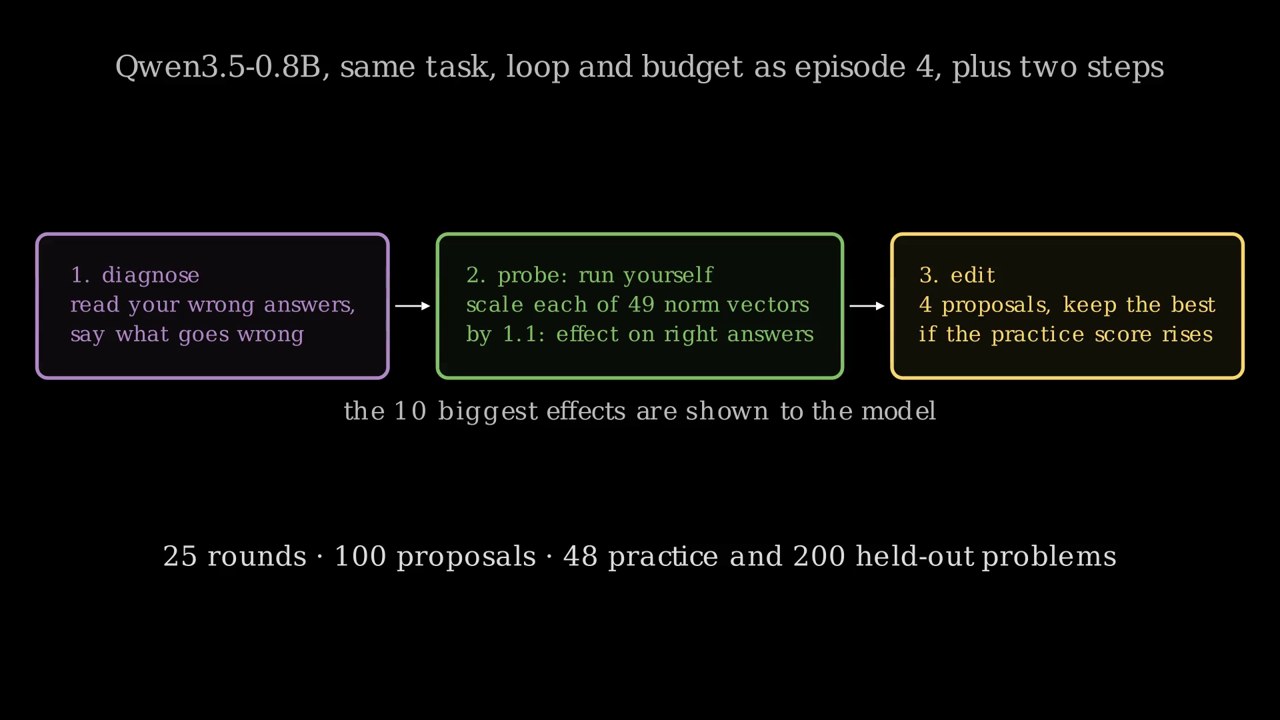 Qwen3.5-0.8B, same task, loop and budget as episode 4, plus two steps
1. diagnose
read your wrong answers,
say what goes wrong
2. probe: run yourself
scale each of 49 norm vectors
by 1.1: effect on right answers
3. edit
4 proposals, keep the best
if the practice score rises
the 10 biggest effects are shown to the model
25 rounds · 100 proposals · 48 practice and 200 held-out problems